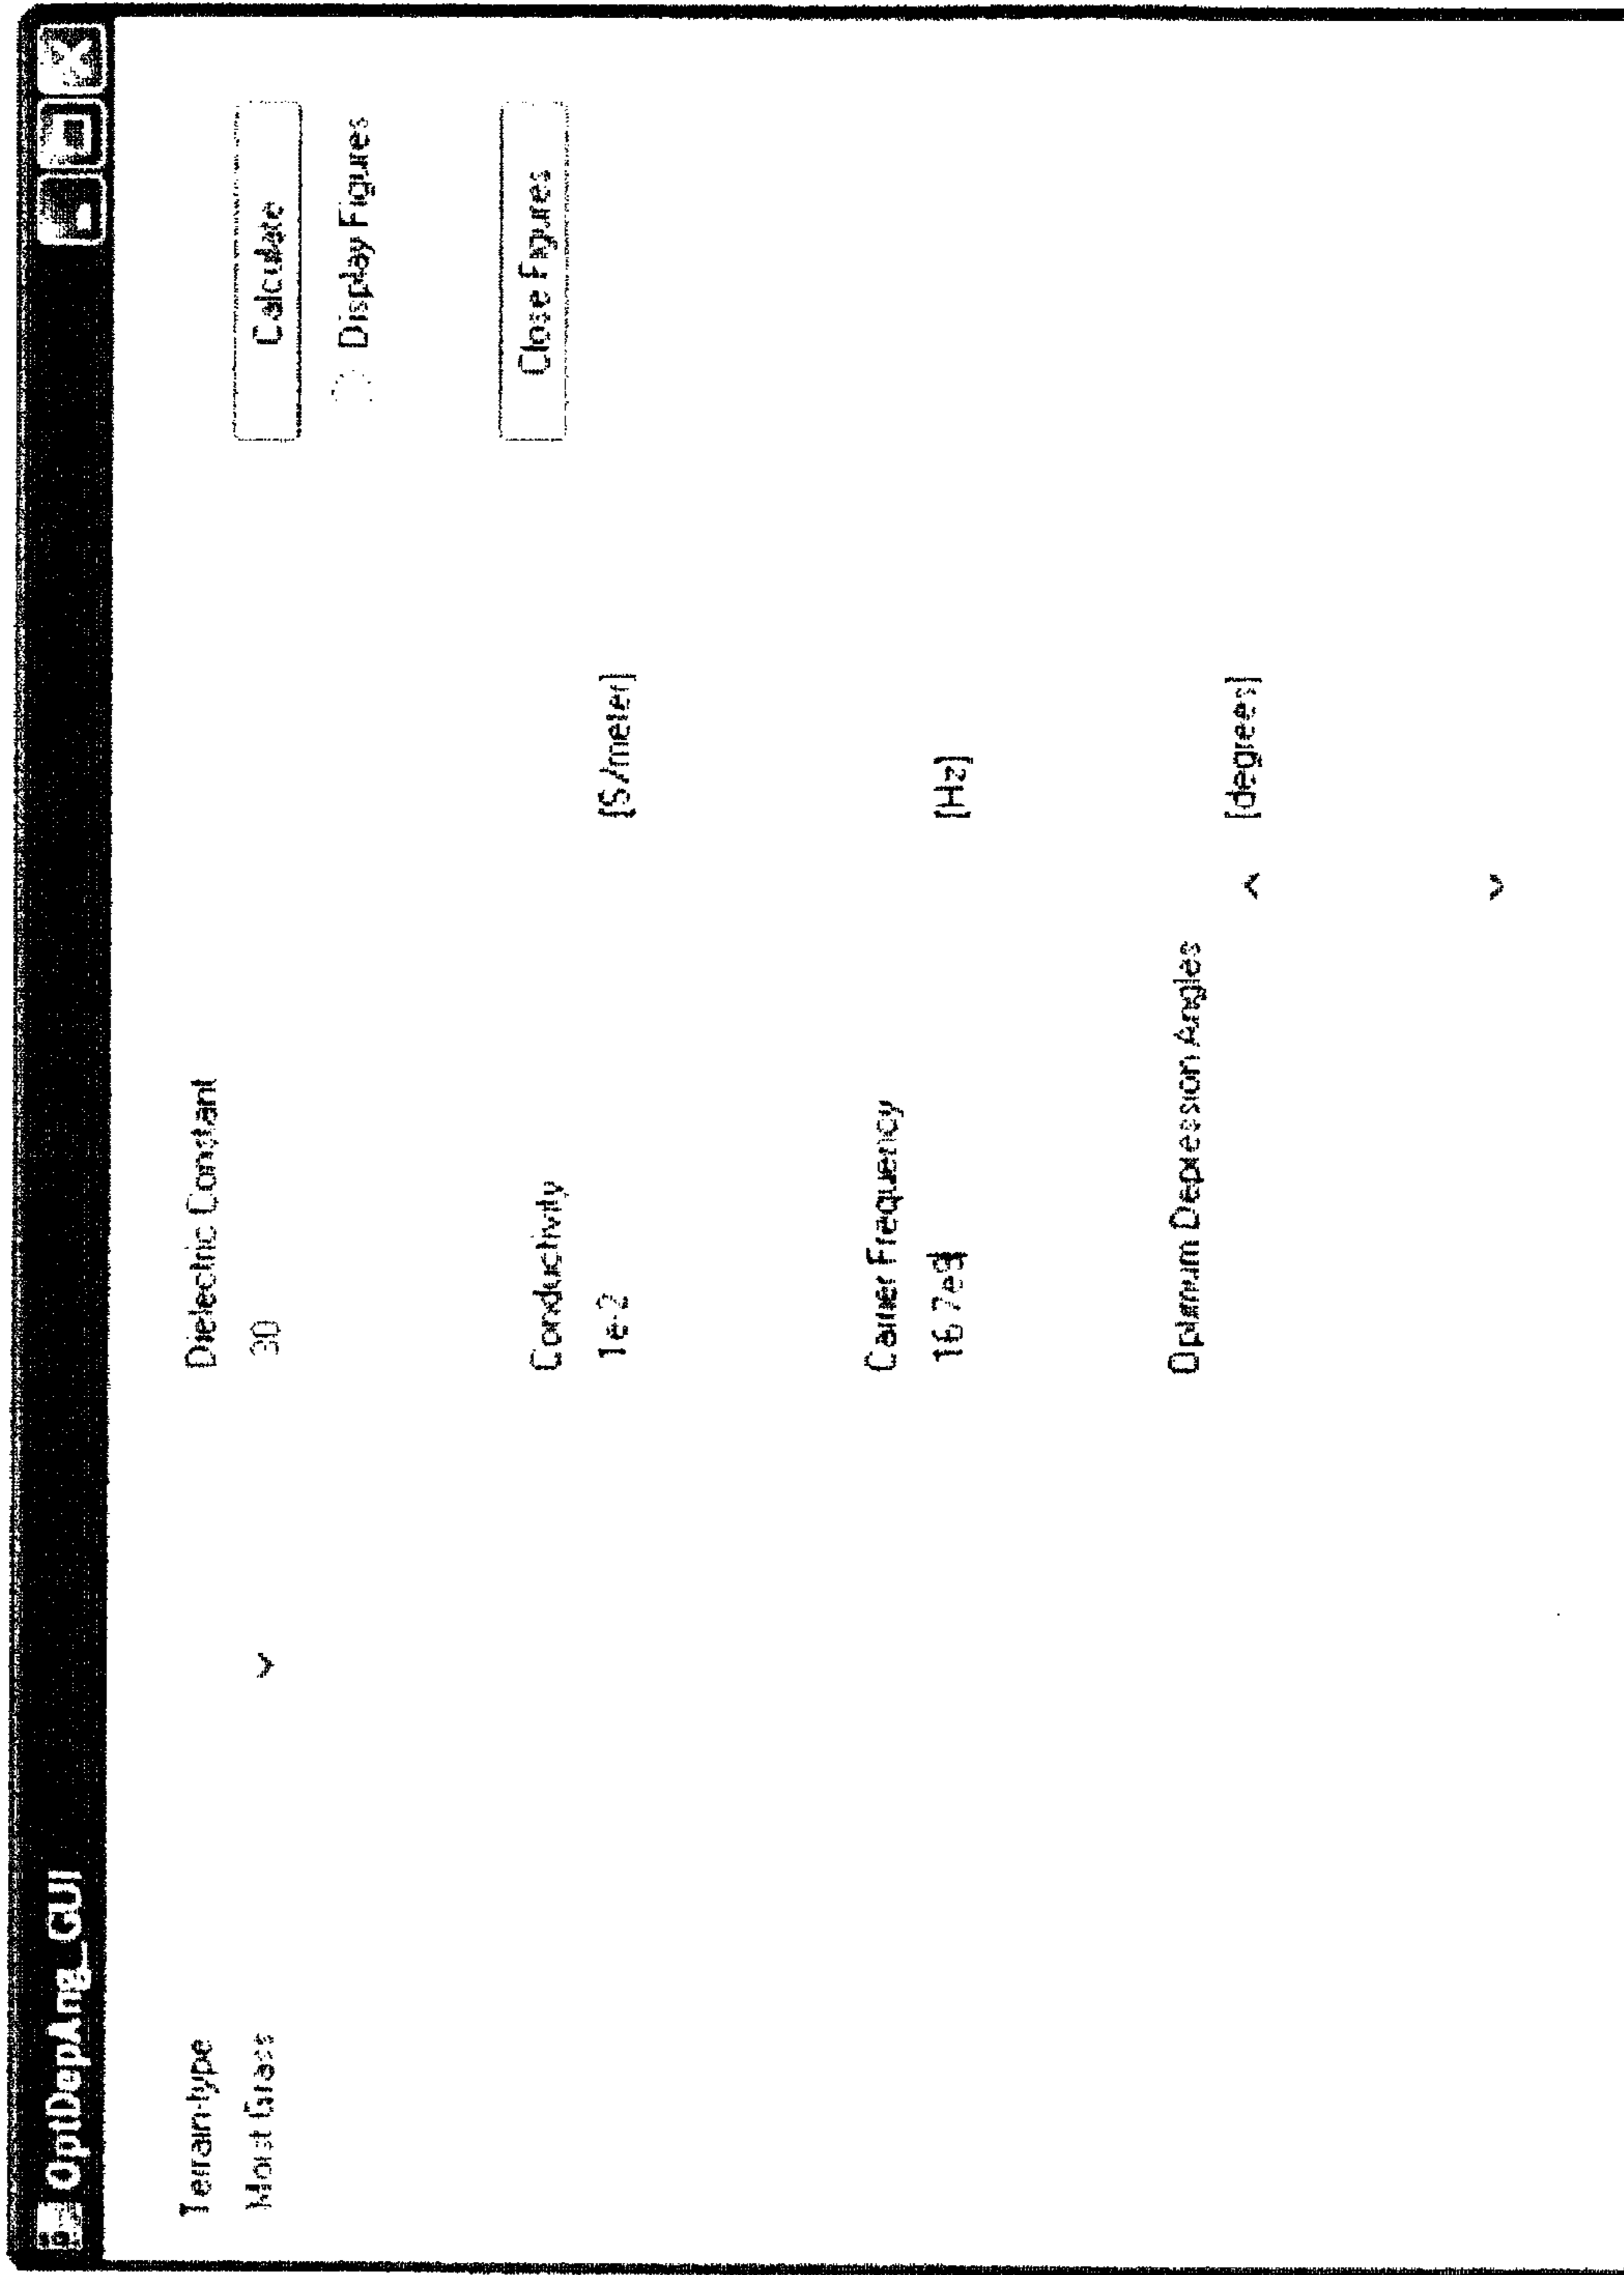 OptDepAng_GUI
Terrain-type
Moist Grass
Dielectric Constant
30
Calculate
Display Figures
Close Figures
Conductivity
1e-2
[S/meter]
Carrier Frequency
16.7e9
[Hz]
Optimum Depression Angles
[degrees]